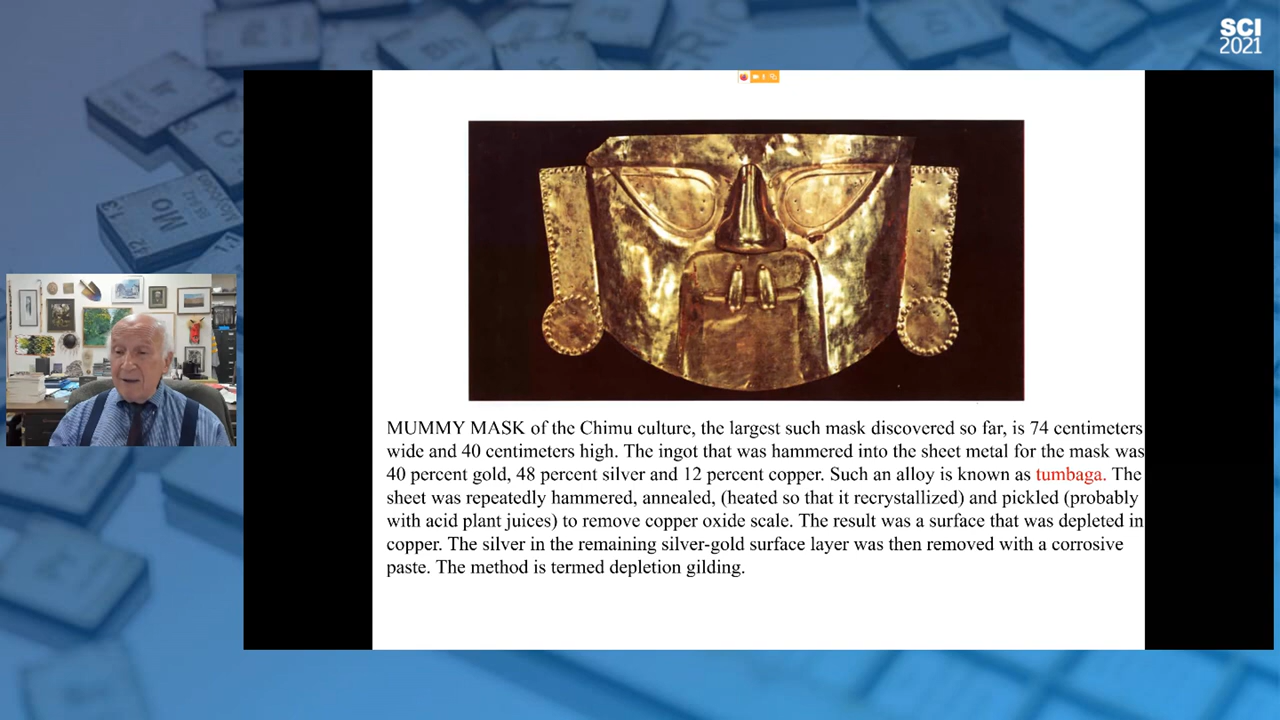 SCI
2021
Mo
MUMMY MASK of the Chimu culture, the largest such mask discovered so far, is 74 centimeters
wide and 40 centimeters high. The ingot that was hammered into the sheet metal for the mask was
40 percent gold, 48 percent silver and 12 percent copper. Such an alloy is known as tumbaga. The
sheet was repeatedly hammered, annealed, (heated so that it recrystallized) and pickled (probably
with acid plant juices) to remove copper oxide scale. The result was a surface that was depleted in
copper. The silver in the remaining silver-gold surface layer was then removed with a corrosive
paste. The method is termed depletion gilding.